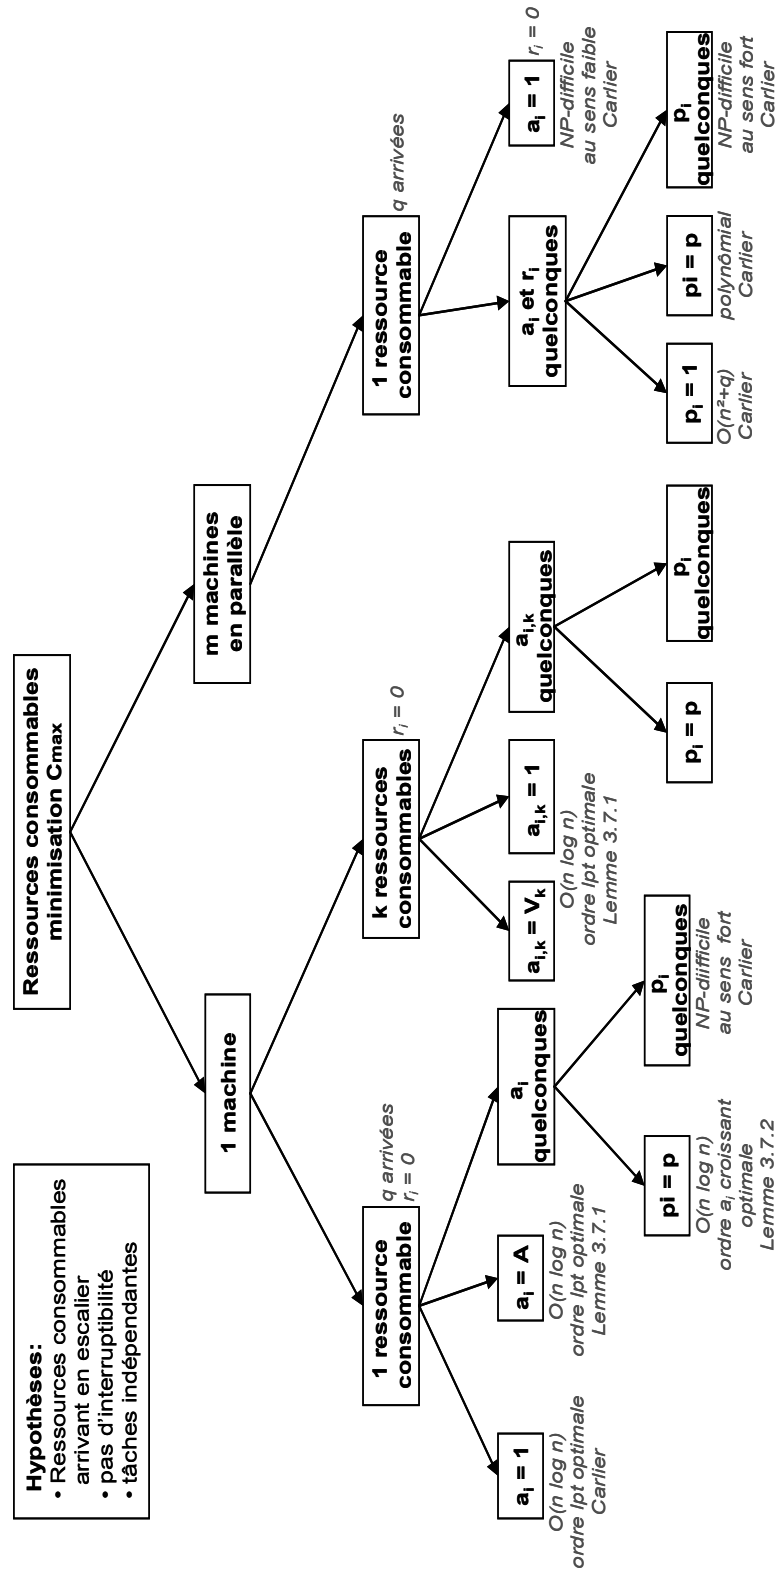 Ressources consommables
minimisation Cmax
Hypothèses:
• Ressources consommables
arrivant en escalier
• pas d'interruptibilité
• tâches indépendantes
1 machine
m machines
en parallèle
1 ressource
consommable
q arrivées
rᵢ = 0
k ressources
consommables
rᵢ = 0
1 ressource
consommable
q arrivées
aᵢ = 1
O(n log n)
ordre lpt optimale
Carlier
aᵢ = A
O(n log n)
ordre lpt optimale
Lemme 3.7.1
aᵢ
quelconques
aᵢ,ₖ = Vₖ
aᵢ,ₖ = 1
O(n log n)
ordre lpt optimale
Lemme 3.7.1
aᵢ,ₖ
quelconques
aᵢ et rᵢ
quelconques
aᵢ = 1
rᵢ = 0
NP-difficile
au sens faible
Carlier
pi = p
O(n log n)
ordre aᵢ croissant
optimale
Lemme 3.7.2
pᵢ
quelconques
NP-diifficile
au sens fort
Carlier
pᵢ = p
pᵢ
quelconques
pᵢ = 1
O(n²+q)
Carlier
pi = p
polynômial
Carlier
pᵢ
quelconques
NP-difficile
au sens fort
Carlier